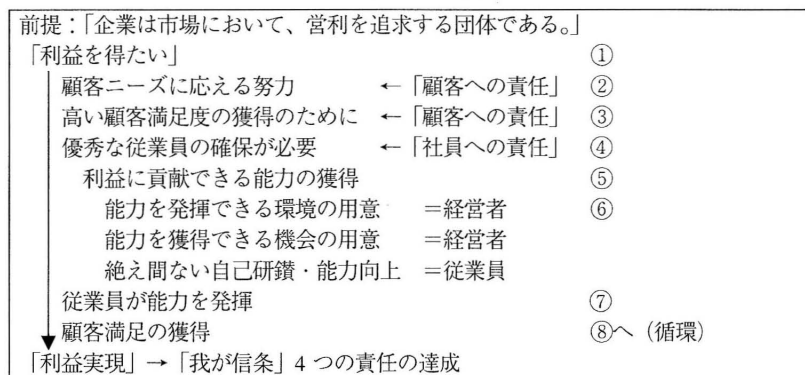 前提：「企業は市場において、営利を追求する団体である。」
「利益を得たい」 ①
顧客ニーズに応える努力 ←「顧客への責任」 ②
高い顧客満足度の獲得のために ←「顧客への責任」 ③
優秀な従業員の確保が必要 ←「社員への責任」 ④
利益に貢献できる能力の獲得 ⑤
能力を発揮できる環境の用意 ＝経営者 ⑥
能力を獲得できる機会の用意 ＝経営者
絶え間ない自己研鑚・能力向上 ＝従業員
従業員が能力を発揮 ⑦
顧客満足の獲得 ⑧へ（循環）
「利益実現」→「我が信条」4つの責任の達成